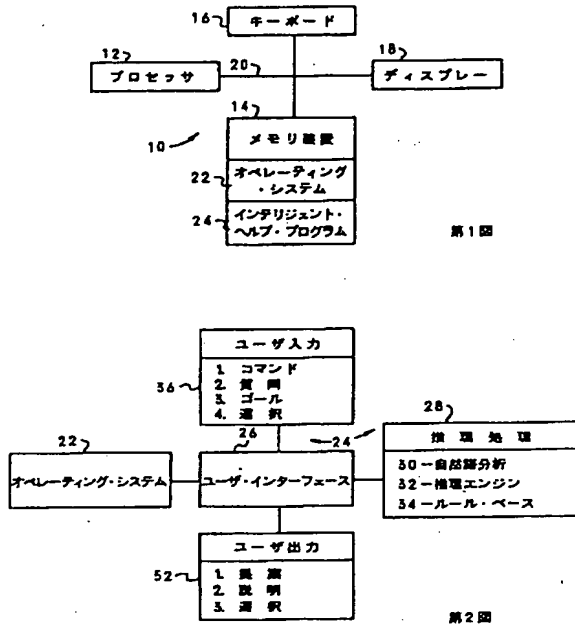 16 キーボード
12 プロセッサ
20
18 ディスプレー
14
10
メモリ装置
22 オペレーティング・システム
24 インテリジェント・ヘルプ・プログラム
第1図
ユーザ入力
36
1. コマンド
2. 質問
3. ゴール
4. 選択
22 オペレーティング・システム
26 ユーザ・インターフェース
24
28
推理処理
30ー自然語分析
32ー推理エンジン
34ールール・ベース
ユーザ出力
52
1. 提案
2. 説明
3. 選択
第2図